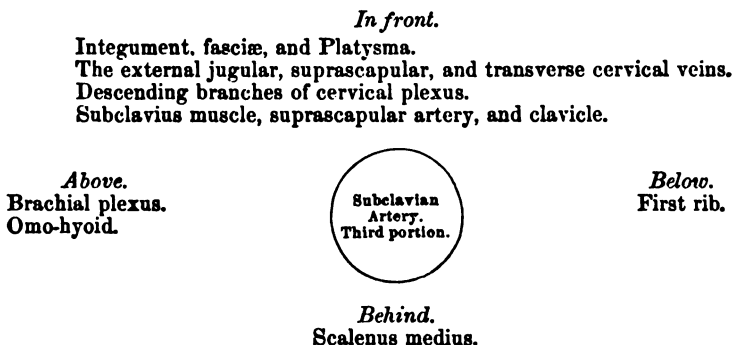 In front.
Integument, fasciæ, and Platysma.
The external jugular, suprascapular, and transverse cervical veins.
Descending branches of cervical plexus.
Subclavius muscle, suprascapular artery, and clavicle.
Above.
Brachial plexus.
Omo-hyoid.
Subclavian
Artery.
Third portion.
Below.
First rib.
Behind.
Scalenus medius.